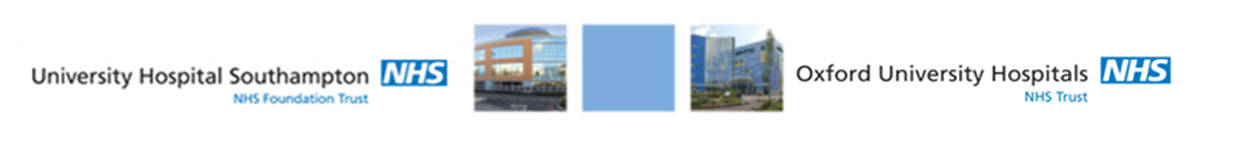 University Hospital Southampton NHS
NHS Foundation Trust
Oxford University Hospitals NHS
NHS Trust